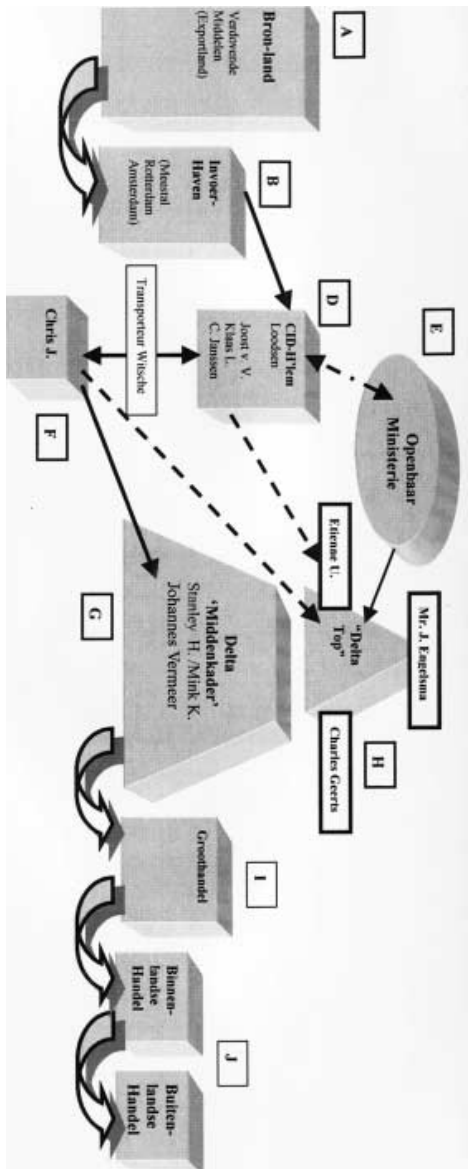 A
Bron-land
Verdovende
Middelen
(Exportland)
B
Invoer-
Haven
(Meestal
Rotterdam
Amsterdam)
D
CID-H'lem
Loodsen
Joost v. V.
Klaas L.
C. Janssen
Transporteur Witsche
Chris J.
F
E
Openbaar
Ministerie
Mr. J. Engelsma
Etienne U.
"Delta
Top"
Charles Geerts
H
Delta
'Middenkader'
Stanley H. /Mink K.
Johannes Vermeer
G
I
Groothandel
J
Binnen-
landse
Handel
Buiten-
landse
Handel